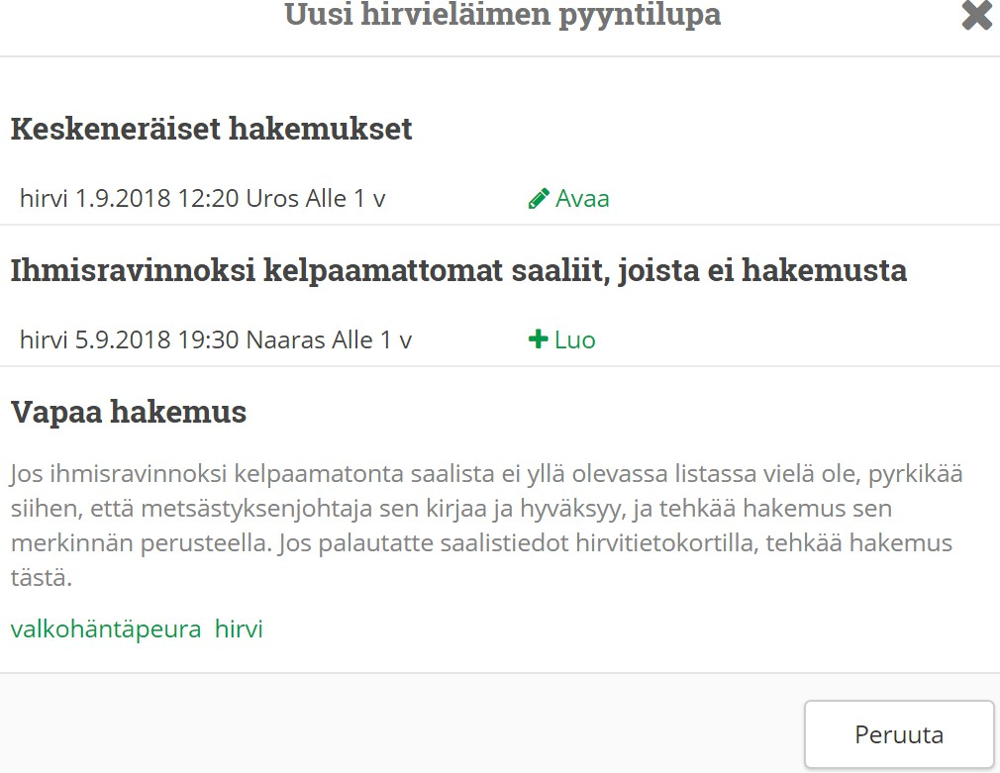 Uusi hirvieläimen pyyntilupa
Keskeneräiset hakemukset
hirvi 1.9.2018 12:20 Uros Alle 1 v Avaa
Ihmisravinnoksi kelpaamattomat saaliit, joista ei hakemusta
hirvi 5.9.2018 19:30 Naaras Alle 1 v Luo
Vapaa hakemus
Jos ihmisravinnoksi kelpaamatonta saalista ei yllä olevassa listassa vielä ole, pyrkikää
siihen, että metsästyksenjohtaja sen kirjaa ja hyväksyy, ja tehkää hakemus sen
merkinnän perusteella. Jos palautatte saalistiedot hirvitietokortilla, tehkää hakemus
tästä.
valkohäntäpeura hirvi
Peruuta